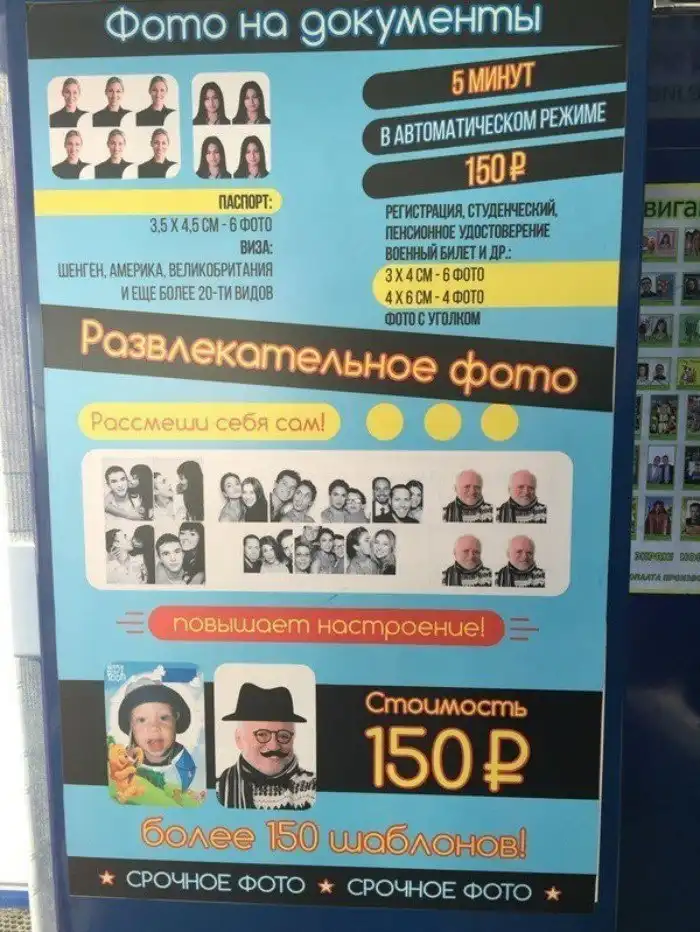 Фото на документы
5 МИНУТ
В АВТОМАТИЧЕСКОМ РЕЖИМЕ
150 ₽
ПАСПОРТ:
3,5 Х 4,5 СМ - 6 ФОТО
ВИЗА:
ШЕНГЕН, АМЕРИКА, ВЕЛИКОБРИТАНИЯ
И ЕЩЕ БОЛЕЕ 20-ТИ ВИДОВ
РЕГИСТРАЦИЯ, СТУДЕНЧЕСКИЙ,
ПЕНСИОННОЕ УДОСТОВЕРЕНИЕ
ВОЕННЫЙ БИЛЕТ И ДР.:
3 Х 4 СМ - 6 ФОТО
4 Х 6 СМ - 4 ФОТО
ФОТО С УГОЛКОМ
Развлекательное фото
Рассмеши себя сам!
повышает настроение!
Стоимость
150 ₽
более 150 шаблонов!
СРОЧНОЕ ФОТО
СРОЧНОЕ ФОТО